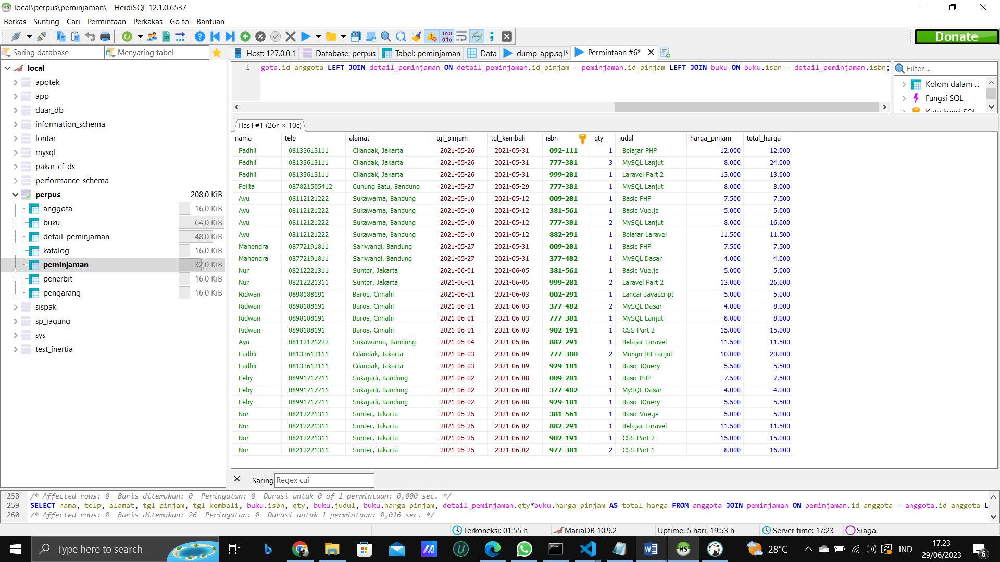 local\perpus\peminjaman\ - HeidiSQL 12.1.0.6537
Berkas Sunting Cari Permintaan Perkakas Go to Bantuan
Donate
Saring database Menyaring tabel
Host: 127.0.0.1 Database: perpus Tabel: peminjaman Data dump_app.sql* Permintaan #6*
1 gota.id_anggota LEFT JOIN detail_peminjaman ON detail_peminjaman.id_pinjam = peminjaman.id_pinjam LEFT JOIN buku ON buku.isbn = detail_peminjaman.isbn;
Filter ...
Kolom dalam ...
Fungsi SQL
Kata kunci SQL
local
apotek
app
duar_db
information_schema
lontar
mysql
pakar_cf_ds
performance_schema
perpus 208,0 KiB
anggota 16,0 KiB
buku 64,0 KiB
detail_peminjaman 48,0 KiB
katalog 16,0 KiB
peminjaman 32,0 KiB
penerbit 16,0 KiB
pengarang 16,0 KiB
sispak
sp_jagung
sys
test_inertia
Hasil #1 (26r × 10c)
nama telp alamat tgl_pinjam tgl_kembali isbn qty judul harga_pinjam total_harga
Fadhli 08133613111 Cilandak, Jakarta 2021-05-26 2021-05-31 092-111 1 Belajar PHP 12.000 12.000
Fadhli 08133613111 Cilandak, Jakarta 2021-05-26 2021-05-31 777-381 3 MySQL Lanjut 8.000 24.000
Fadhli 08133613111 Cilandak, Jakarta 2021-05-26 2021-05-31 999-281 1 Laravel Part 2 13.000 13.000
Pelita 087821505412 Gunung Batu, Bandung 2021-05-27 2021-05-29 777-381 1 MySQL Lanjut 8.000 8.000
Ayu 08112121222 Sukawarna, Bandung 2021-05-10 2021-05-12 009-281 1 Basic PHP 7.500 7.500
Ayu 08112121222 Sukawarna, Bandung 2021-05-10 2021-05-12 381-561 1 Basic Vue.js 5.000 5.000
Ayu 08112121222 Sukawarna, Bandung 2021-05-10 2021-05-12 777-381 2 MySQL Lanjut 8.000 16.000
Ayu 08112121222 Sukawarna, Bandung 2021-05-10 2021-05-12 882-291 1 Belajar Laravel 11.500 11.500
Mahendra 08772191811 Sariwangi, Bandung 2021-05-27 2021-05-31 009-281 1 Basic PHP 7.500 7.500
Mahendra 08772191811 Sariwangi, Bandung 2021-05-27 2021-05-31 377-482 1 MySQL Dasar 4.000 4.000
Nur 08212221311 Sunter, Jakarta 2021-06-01 2021-06-05 381-561 1 Basic Vue.js 5.000 5.000
Nur 08212221311 Sunter, Jakarta 2021-06-01 2021-06-05 999-281 2 Laravel Part 2 13.000 26.000
Ridwan 0898188191 Baros, Cimahi 2021-06-01 2021-06-03 002-291 1 Lancar Javascript 5.000 5.000
Ridwan 0898188191 Baros, Cimahi 2021-06-01 2021-06-03 377-482 2 MySQL Dasar 4.000 8.000
Ridwan 0898188191 Baros, Cimahi 2021-06-01 2021-06-03 777-381 1 MySQL Lanjut 8.000 8.000
Ridwan 0898188191 Baros, Cimahi 2021-06-01 2021-06-03 902-191 1 CSS Part 2 15.000 15.000
Ayu 08112121222 Sukawarna, Bandung 2021-05-04 2021-05-06 882-291 1 Belajar Laravel 11.500 11.500
Fadhli 08133613111 Cilandak, Jakarta 2021-06-03 2021-06-09 777-380 2 Mongo DB Lanjut 10.000 20.000
Fadhli 08133613111 Cilandak, Jakarta 2021-06-03 2021-06-09 929-181 1 Basic JQuery 5.500 5.500
Feby 08991717711 Sukajadi, Bandung 2021-06-02 2021-06-08 009-281 1 Basic PHP 7.500 7.500
Feby 08991717711 Sukajadi, Bandung 2021-06-02 2021-06-08 377-482 1 MySQL Dasar 4.000 4.000
Feby 08991717711 Sukajadi, Bandung 2021-06-02 2021-06-08 929-181 1 Basic JQuery 5.500 5.500
Nur 08212221311 Sunter, Jakarta 2021-05-25 2021-06-02 381-561 1 Basic Vue.js 5.000 5.000
Nur 08212221311 Sunter, Jakarta 2021-05-25 2021-06-02 882-291 1 Belajar Laravel 11.500 11.500
Nur 08212221311 Sunter, Jakarta 2021-05-25 2021-06-02 902-191 1 CSS Part 2 15.000 15.000
Nur 08212221311 Sunter, Jakarta 2021-05-25 2021-06-02 977-381 2 CSS Part 1 8.000 16.000
Saring Regex cui
258 /* Affected rows: 0 Baris ditemukan: 0 Peringatan: 0 Durasi untuk 0 of 1 permintaan: 0,000 sec. */
259 SELECT nama, telp, alamat, tgl_pinjam, tgl_kembali, buku.isbn, qty, buku.judul, buku.harga_pinjam, detail_peminjaman.qty*buku.harga_pinjam AS total_harga FROM anggota JOIN peminjaman ON peminjaman.id_anggota = anggota.id_anggota L
260 /* Affected rows: 0 Baris ditemukan: 26 Peringatan: 0 Durasi untuk 1 permintaan: 0,016 sec. */
Terkoneksi: 01:55 h MariaDB 10.9.2 Uptime: 5 hari, 19:53 h Server time: 17:23 Siaga.
Type here to search
28°C IND 17.23
29/06/2023
6